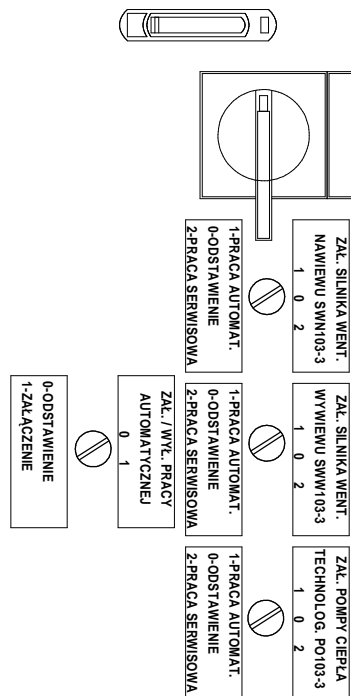 ZAŁ. SILNIKA WENT.
NAWIEWU SWN103-3
1 0 2
1-PRACA AUTOMAT.
0-ODSTAWIENIE
2-PRACA SERWISOWA
ZAŁ. SILNIKA WENT.
WYWIEWU SWW103-3
1 0 2
1-PRACA AUTOMAT.
0-ODSTAWIENIE
2-PRACA SERWISOWA
ZAŁ. POMPY CIEPŁA
TECHNOLOG. PO103-3
1 0 2
1-PRACA AUTOMAT.
0-ODSTAWIENIE
2-PRACA SERWISOWA
ZAŁ. / WYŁ. PRACY
AUTOMATYCZNEJ
0 1
0-ODSTAWIENIE
1-ZAŁĄCZENIE